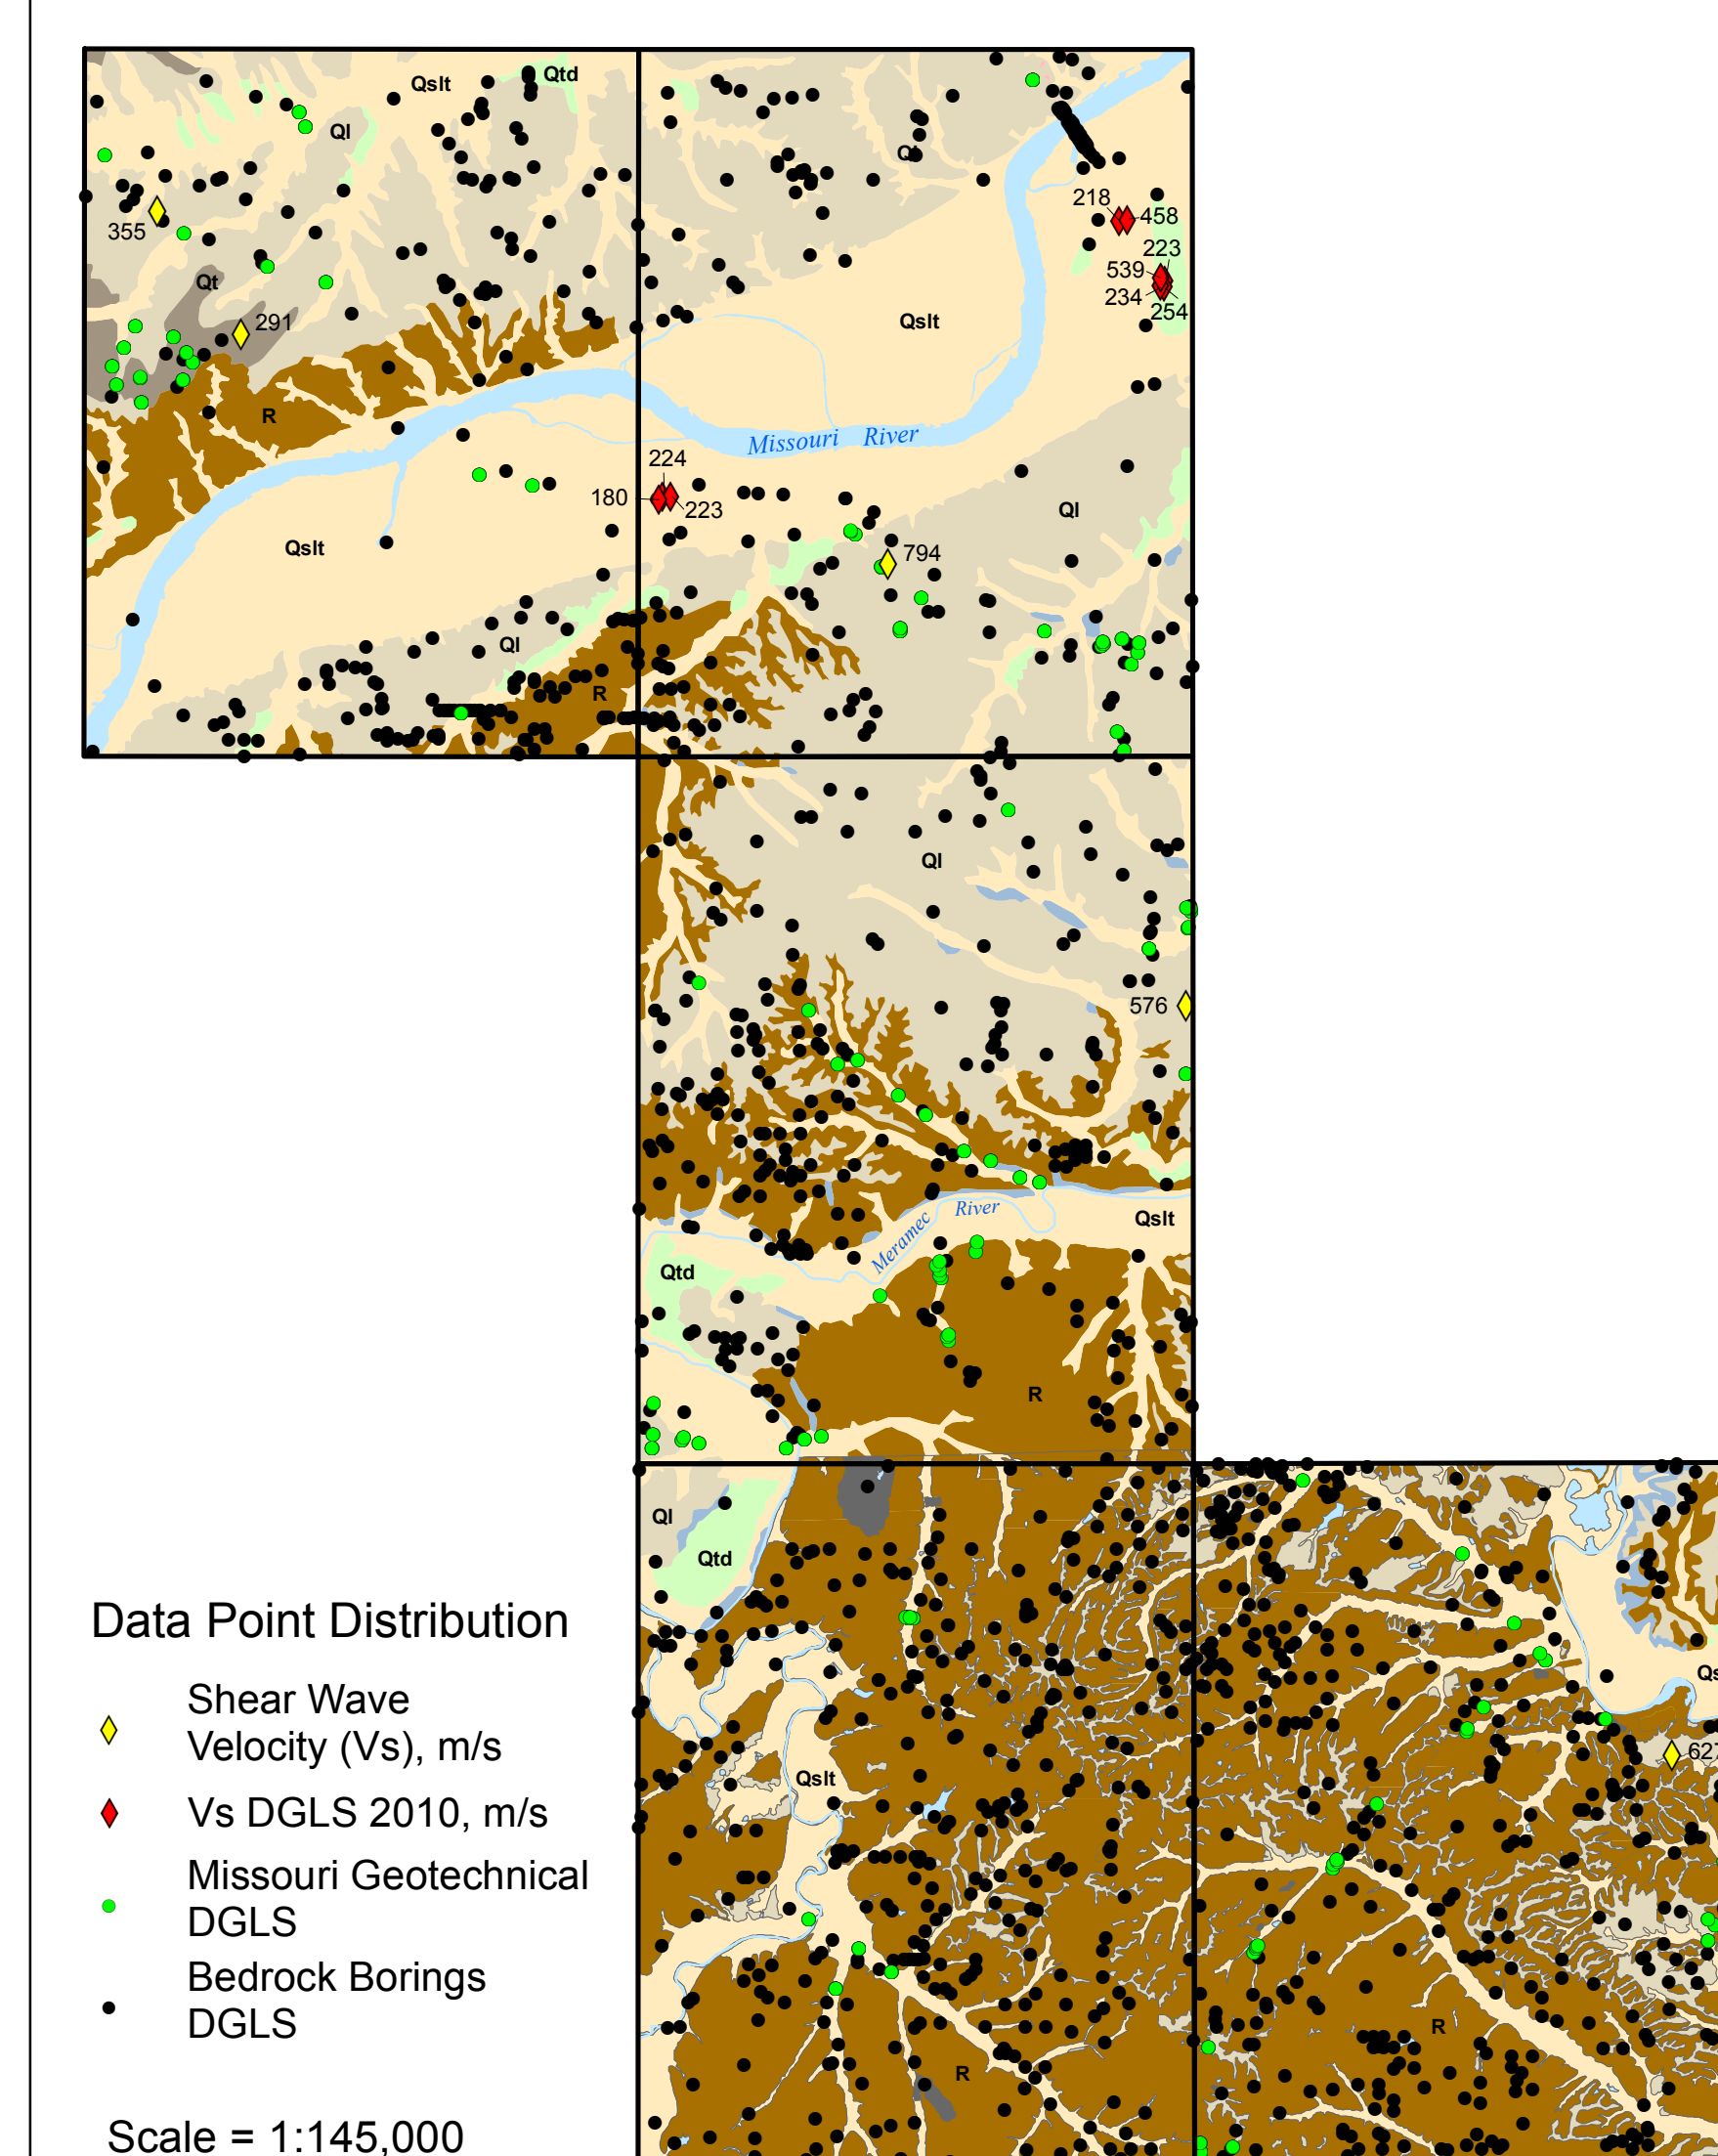 Qslt
Qtd
Ql
Ql
218
458
355
223
539
234
254
Qt
291
Qslt
R
Missouri River
224
180
223
Ql
Qslt
794
Ql
R
Ql
576
Meramec River
Qslt
Qtd
R
Ql
Qtd
Data Point Distribution
Shear Wave
Velocity (Vs), m/s
Vs DGLS 2010, m/s
Missouri Geotechnical
DGLS
Bedrock Borings
DGLS
Scale = 1:145,000
Qslt
627
R
R